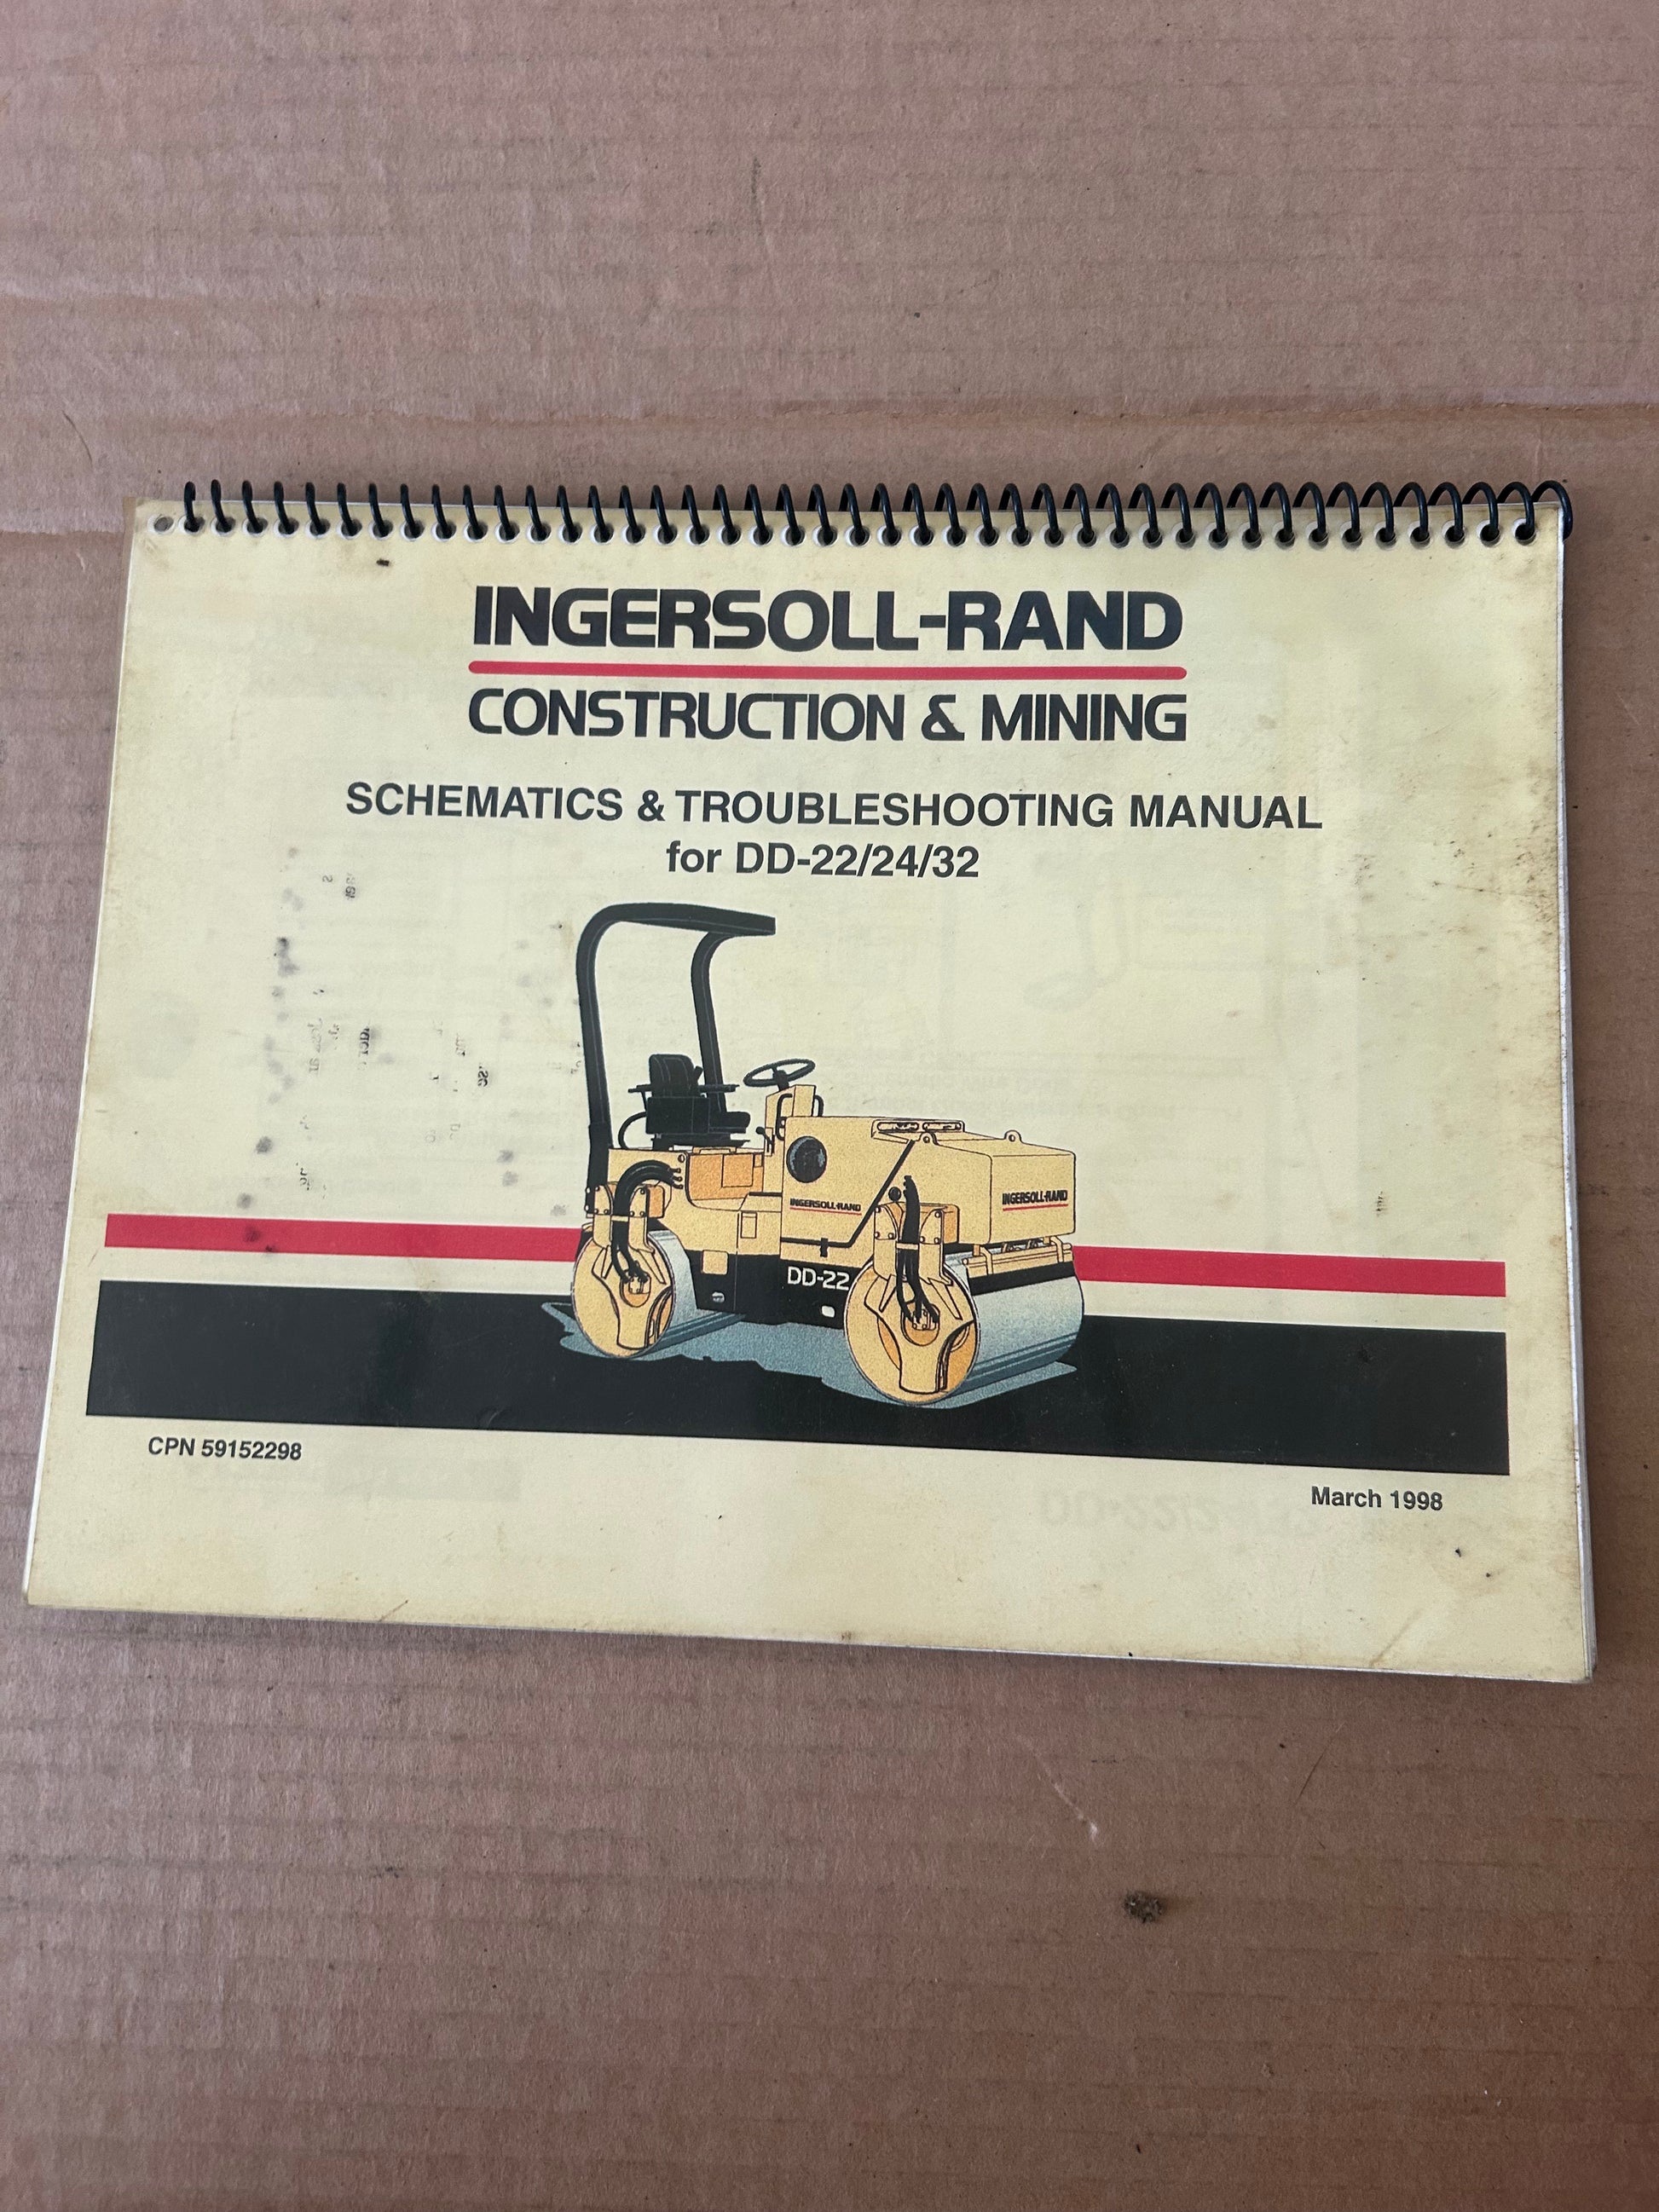 INGERSOLL-RAND
CONSTRUCTION & MINING
SCHEMATICS & TROUBLESHOOTING MANUAL
for DD-22/24/32
INGERSOLL-RAND
INGERSOLL-RAND
DD-22
CPN 59152298
March 1998